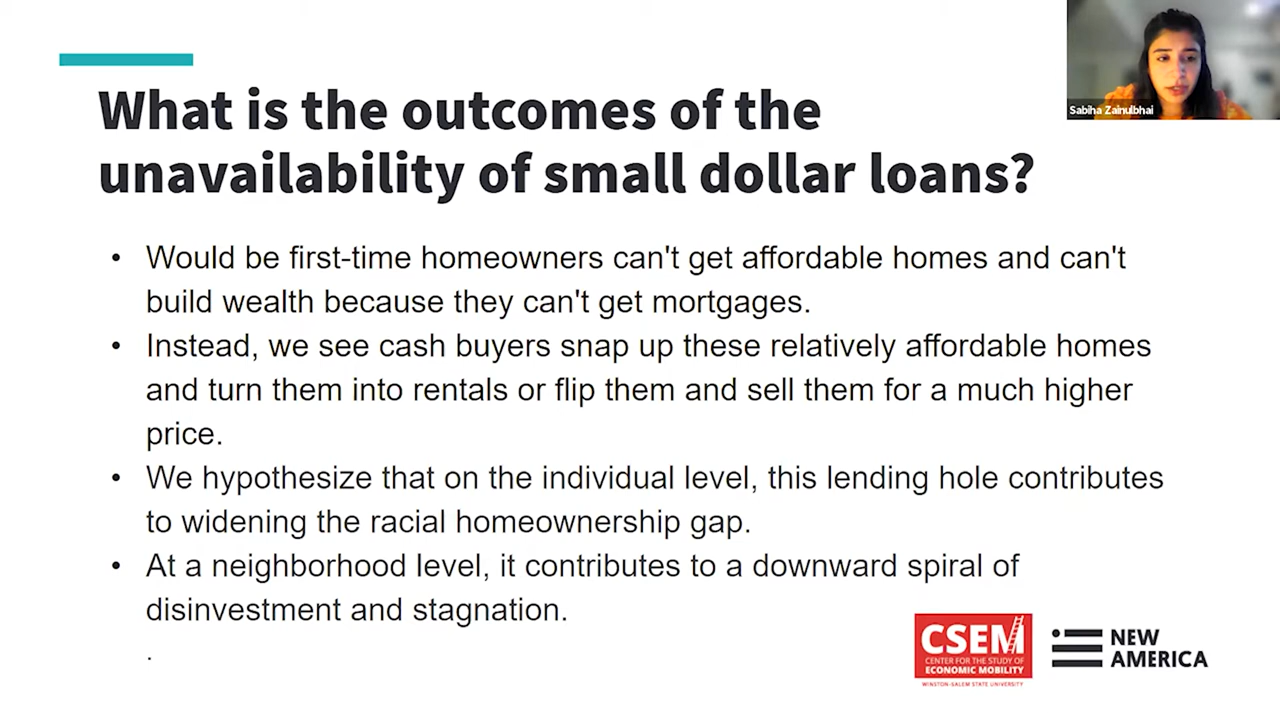 Sabiha Zainulbhai
What is the outcomes of the
unavailability of small dollar loans?
• Would be first-time homeowners can't get affordable homes and can't
build wealth because they can't get mortgages.
• Instead, we see cash buyers snap up these relatively affordable homes
and turn them into rentals or flip them and sell them for a much higher
price.
• We hypothesize that on the individual level, this lending hole contributes
to widening the racial homeownership gap.
• At a neighborhood level, it contributes to a downward spiral of
disinvestment and stagnation.
.
CSEM
CENTER FOR THE STUDY OF
ECONOMIC MOBILITY
WINSTON-SALEM STATE UNIVERSITY
NEW
AMERICA